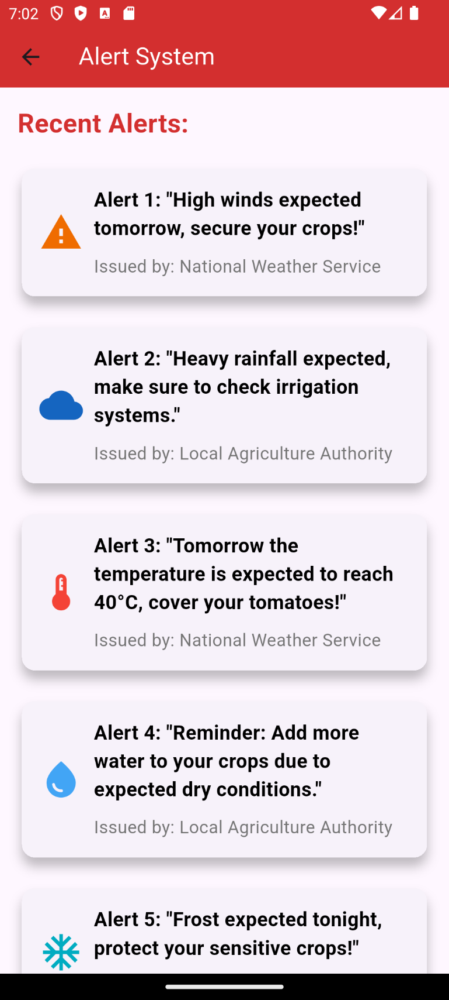 7:02
Alert System
Recent Alerts:
Alert 1: "High winds expected
tomorrow, secure your crops!"
Issued by: National Weather Service
Alert 2: "Heavy rainfall expected,
make sure to check irrigation
systems."
Issued by: Local Agriculture Authority
Alert 3: "Tomorrow the
temperature is expected to reach
40°C, cover your tomatoes!"
Issued by: National Weather Service
Alert 4: "Reminder: Add more
water to your crops due to
expected dry conditions."
Issued by: Local Agriculture Authority
Alert 5: "Frost expected tonight,
protect your sensitive crops!"